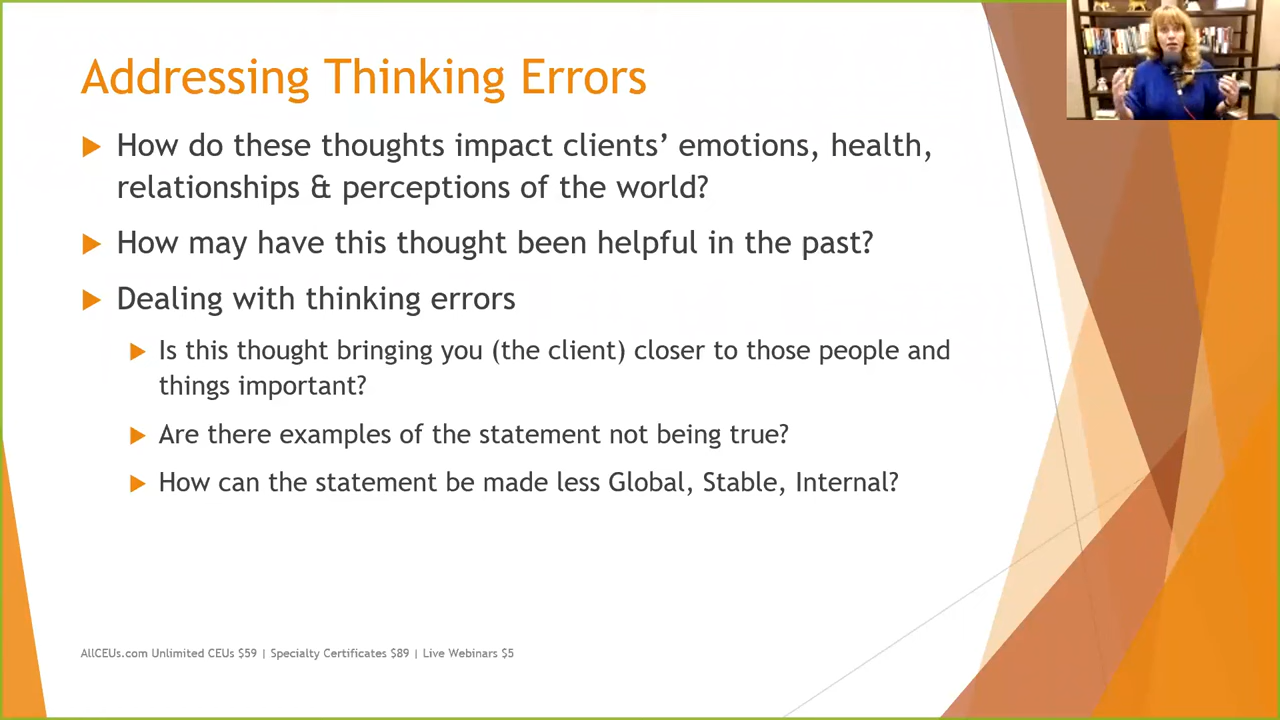 Addressing Thinking Errors
How do these thoughts impact clients’ emotions, health,
relationships & perceptions of the world?
How may have this thought been helpful in the past?
Dealing with thinking errors
Is this thought bringing you (the client) closer to those people and
things important?
Are there examples of the statement not being true?
How can the statement be made less Global, Stable, Internal?
AllCEUs.com Unlimited CEUs $59 | Specialty Certificates $89 | Live Webinars $5